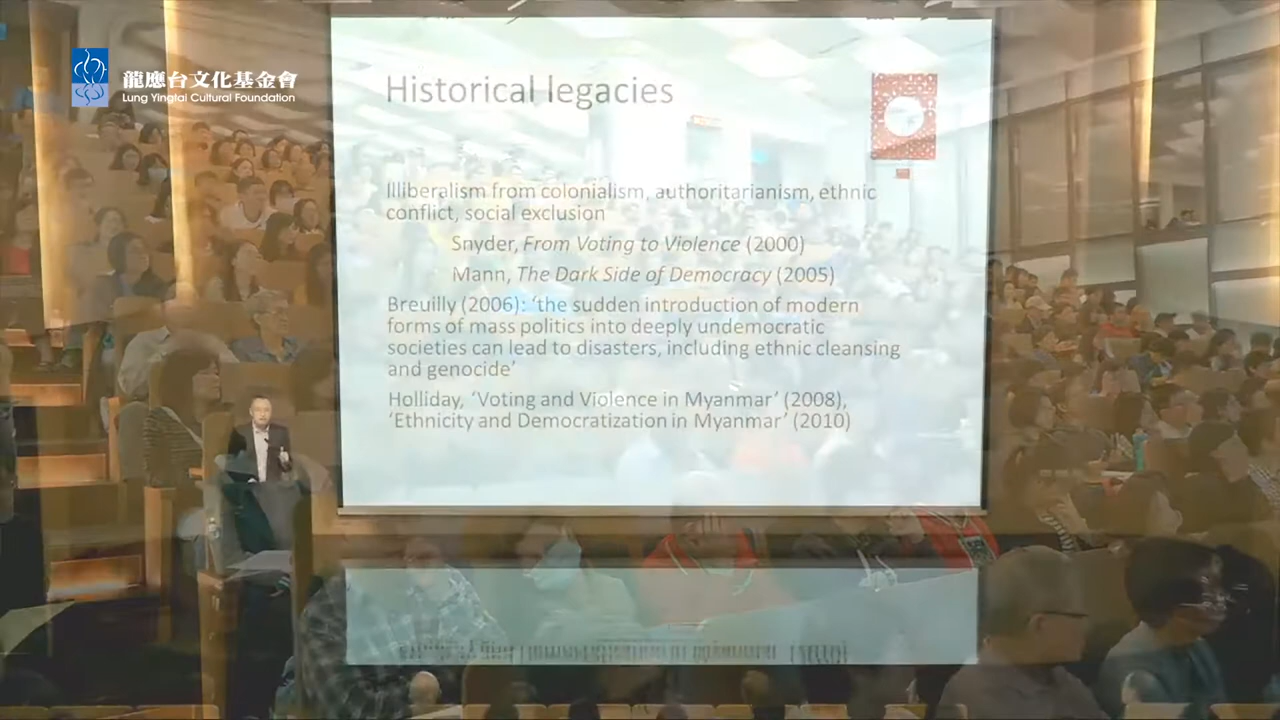 龍應台文化基金會
Lung Yingtai Cultural Foundation
Historical legacies
Illiberalism from colonialism, authoritarianism, ethnic
conflict, social exclusion
Snyder, From Voting to Violence (2000)
Mann, The Dark Side of Democracy (2005)
Breuilly (2006): ‘the sudden introduction of modern
forms of mass politics into deeply undemocratic
societies can lead to disasters, including ethnic cleansing
and genocide’
Holliday, ‘Voting and Violence in Myanmar’ (2008),
‘Ethnicity and Democratization in Myanmar’ (2010)